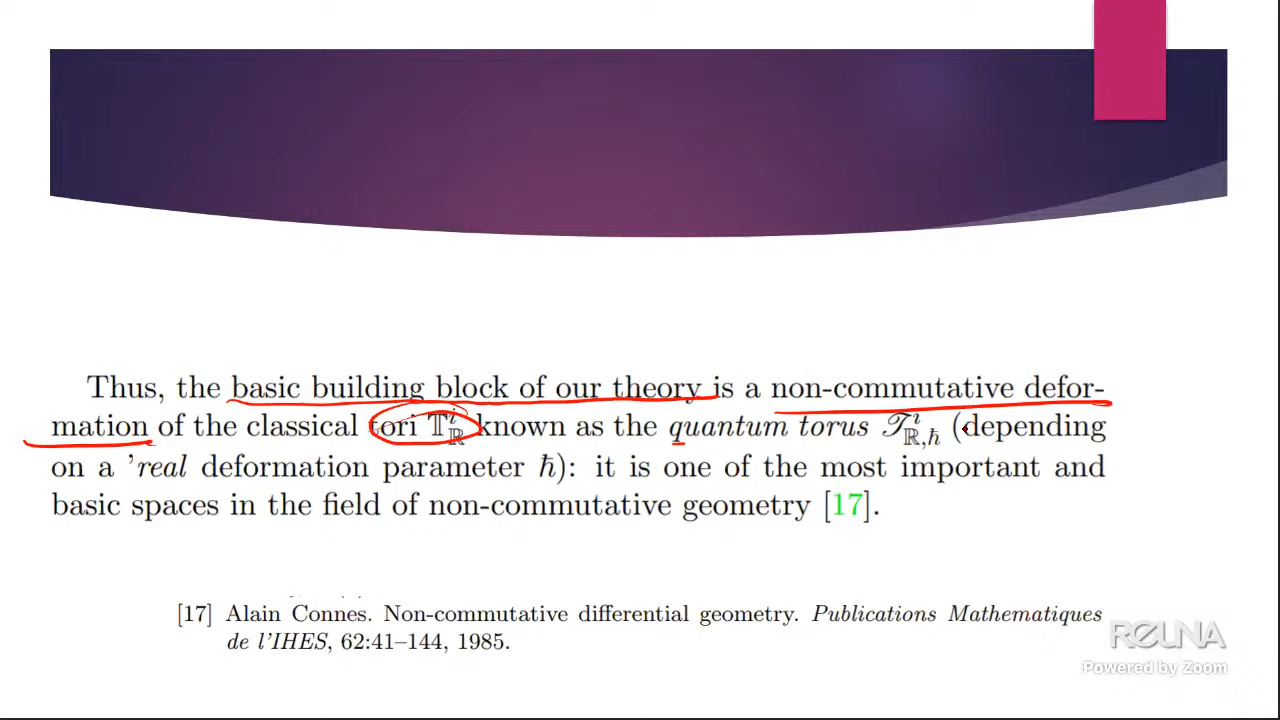 Thus, the basic building block of our theory is a non-commutative defor-
mation of the classical tori 𝕋ⁱ_ℝ known as the quantum torus 𝒯ⁱ_ℝ,ħ (depending
on a ’real deformation parameter ħ): it is one of the most important and
basic spaces in the field of non-commutative geometry [17].
[17] Alain Connes. Non-commutative differential geometry. Publications Mathematiques
de l’IHES, 62:41–144, 1985.
REUNA
Powered by Zoom